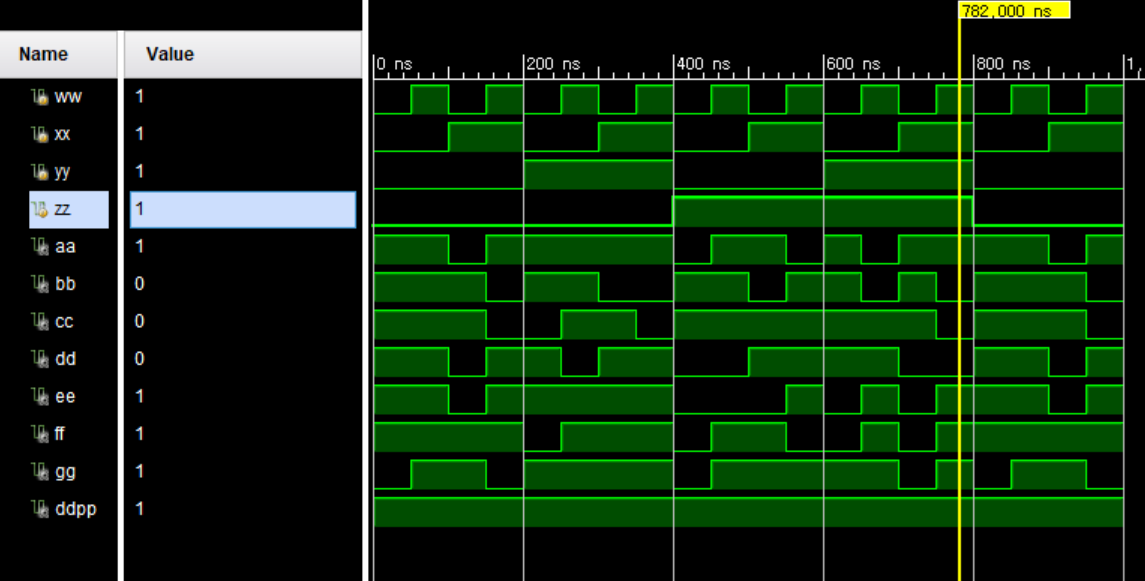 782,000 ns
Name Value
0 ns 200 ns 400 ns 600 ns 800 ns 1,
ww 1
xx 1
yy 1
zz 1
aa 1
bb 0
cc 0
dd 0
ee 1
ff 1
gg 1
ddpp 1